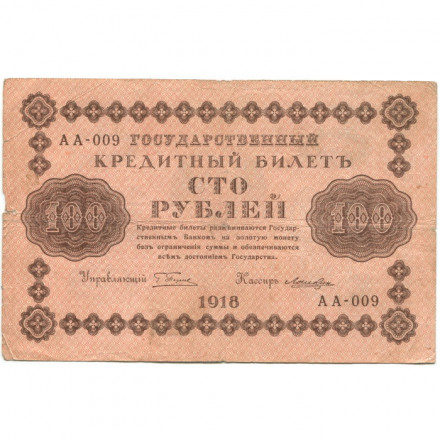 АА-009 ГОСУДАРСТВЕННЫЙ
КРЕДИТНЫЙ БИЛЕТЪ
100 СТО 100
РУБЛЕЙ
Кредитные билеты размѣниваются Государ-
ственнымъ Банкомъ на золотую монету
безъ ограниченія суммы и обезпечиваются
всѣмъ достояніемъ Государства.
Управляющій Кассиръ
1918 АА-009